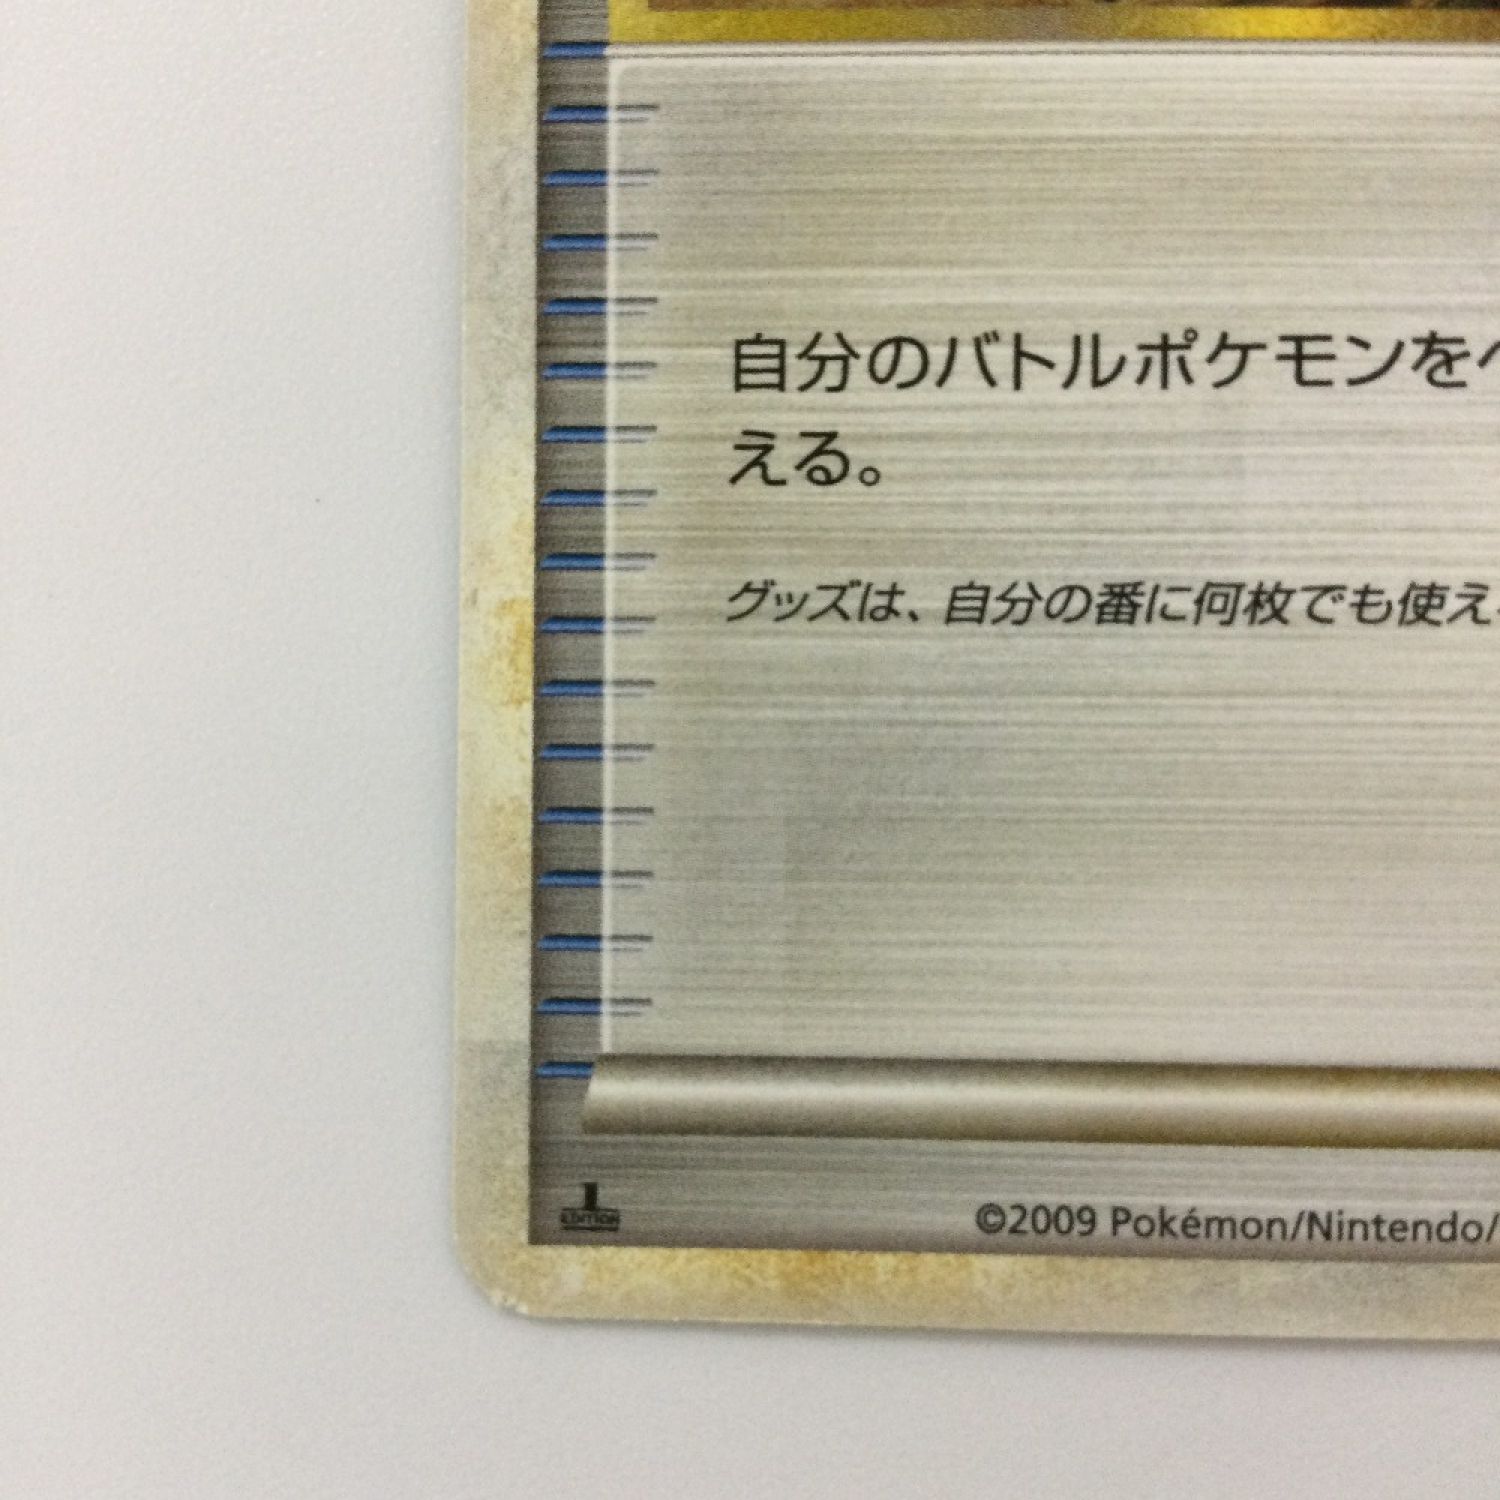 自分のバトルポケモンをベ
える。
グッズは、自分の番に何枚でも使え
1
EDITION
©2009 Pokémon/Nintendo/